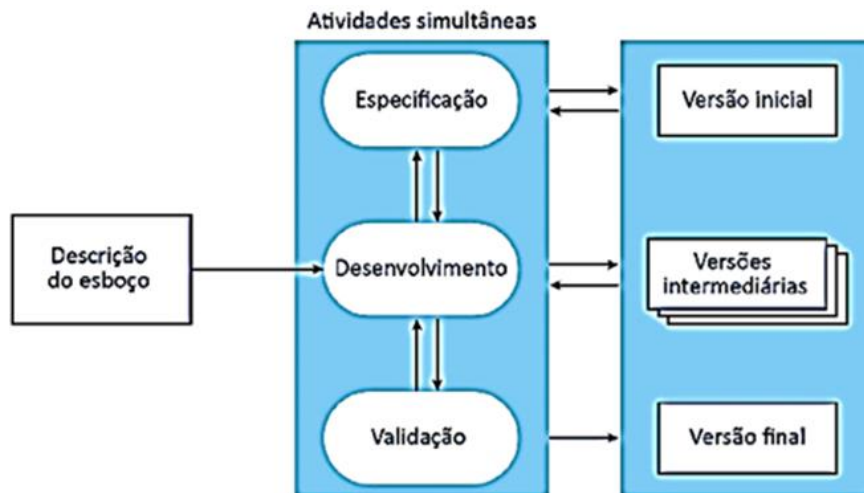 Atividades simultâneas
Especificação
Versão inicial
Descrição
do esboço
Desenvolvimento
Versões
intermediárias
Validação
Versão final